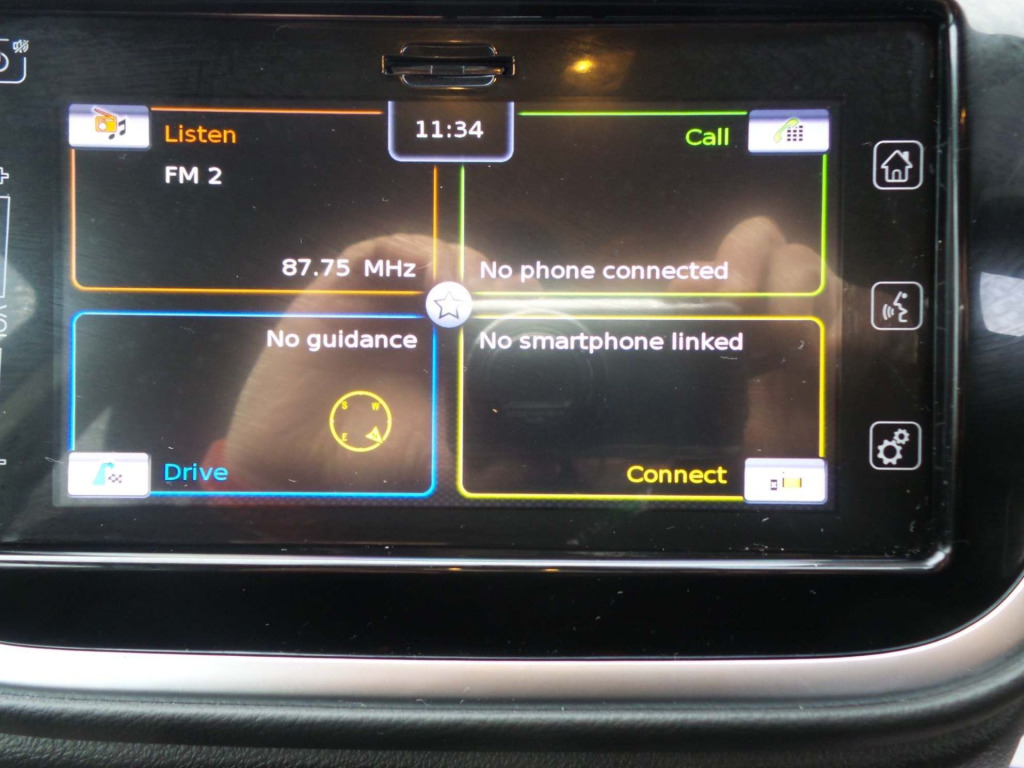 Listen
FM 2
87.75 MHz
11:34
Call
No phone connected
No guidance
S W
E
Drive
No smartphone linked
Connect
VOL